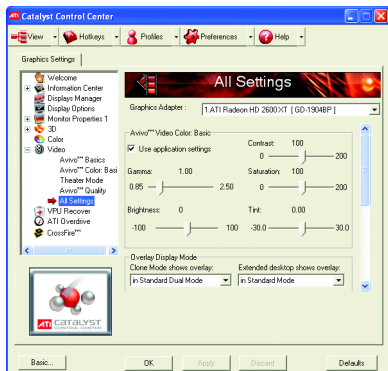 ATI Catalyst Control Center
View Hotkeys Profiles Preferences Help
Graphics Settings
Welcome
Information Center
Displays Manager
Display Options
Monitor Properties 1
3D
Color
Video
Avivo™ Basics
Avivo™ Color: Basi
Theater Mode
Avivo™ Quality
All Settings
VPU Recover
ATI Overdrive
CrossFire™
ATI CATALYST
CONTROL CENTER
All Settings
Graphics Adapter : 1.ATI Radeon HD 2600 XT [ GD-1904BP ]
Avivo™ Video Color: Basic
Use application settings
Contrast: 100
0 200
Gamma: 1.00
0.85 2.50
Saturation: 100
0 200
Brightness: 0
-100 100
Tint: 0.00
-30.0 30.0
Overlay Display Mode
Clone Mode shows overlay: Extended desktop shows overlay:
in Standard Dual Mode in Standard Mode
Basic... OK Apply Discard Defaults